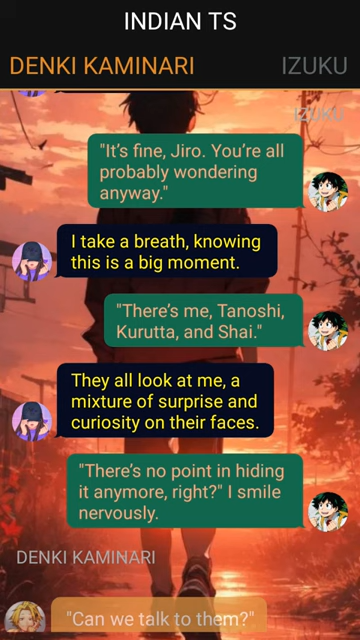 INDIAN TS
DENKI KAMINARI
IZUKU
IZUKU
"It's fine, Jiro. You're all
probably wondering
anyway."
I take a breath, knowing
this is a big moment.
"There's me, Tanoshi,
Kurutta, and Shai."
They all look at me, a
mixture of surprise and
curiosity on their faces.
"There's no point in hiding
it anymore, right?" I smile
nervously.
DENKI KAMINARI
"Can we talk to them?"